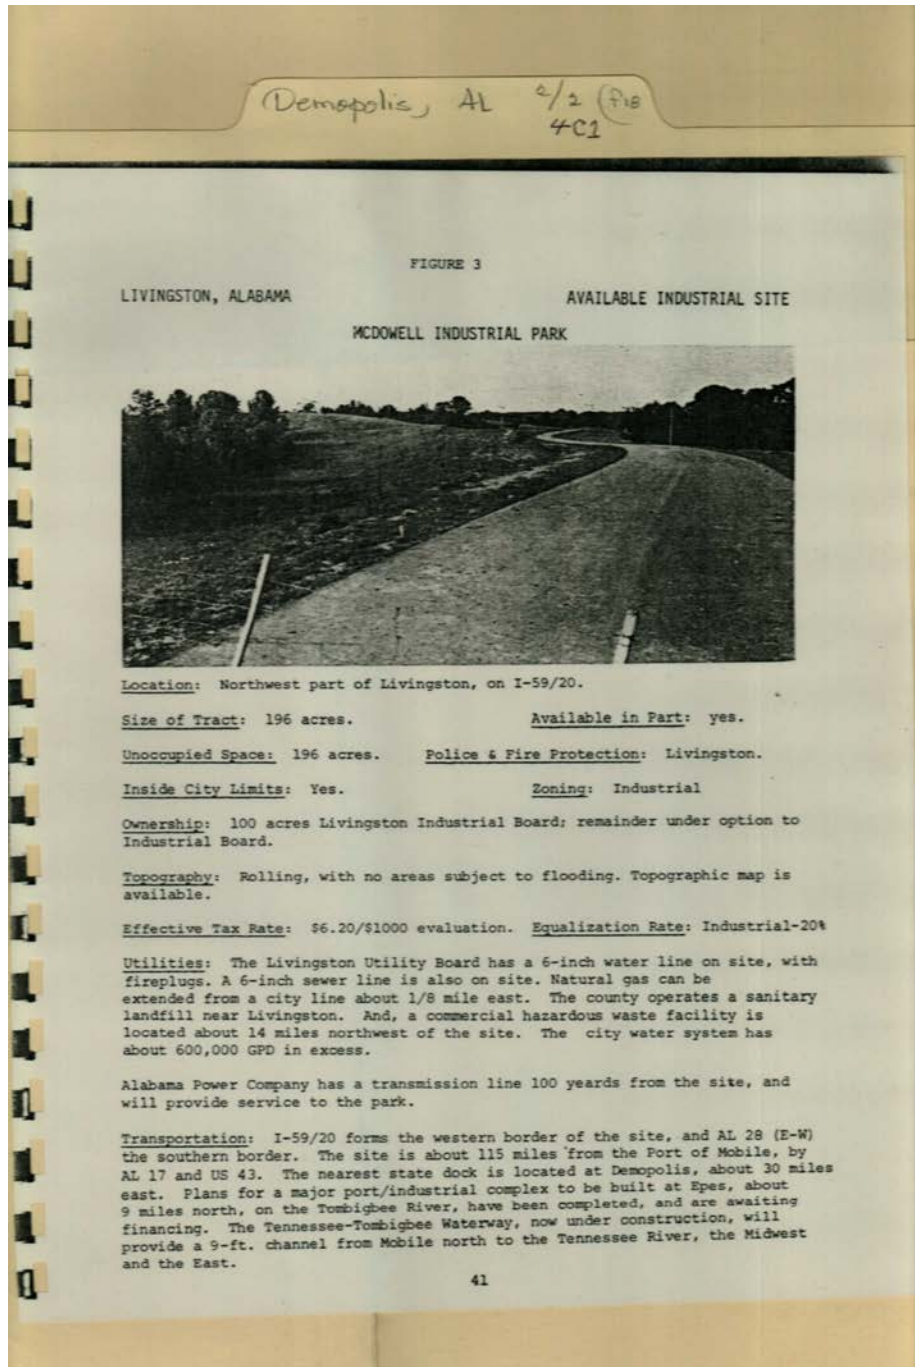 Demopolis, AL 2/2 (F18
4C1
FIGURE 3
LIVINGSTON, ALABAMA AVAILABLE INDUSTRIAL SITE
MCDOWELL INDUSTRIAL PARK
Location: Northwest part of Livingston, on I-59/20.
Size of Tract: 196 acres. Available in Part: yes.
Unoccupied Space: 196 acres. Police & Fire Protection: Livingston.
Inside City Limits: Yes. Zoning: Industrial
Ownership: 100 acres Livingston Industrial Board; remainder under option to
Industrial Board.
Topography: Rolling, with no areas subject to flooding. Topographic map is
available.
Effective Tax Rate: $6.20/$1000 evaluation. Equalization Rate: Industrial-20%
Utilities: The Livingston Utility Board has a 6-inch water line on site, with
fireplugs. A 6-inch sewer line is also on site. Natural gas can be
extended from a city line about 1/8 mile east. The county operates a sanitary
landfill near Livingston. And, a commercial hazardous waste facility is
located about 14 miles northwest of the site. The city water system has
about 600,000 GPD in excess.
Alabama Power Company has a transmission line 100 yeards from the site, and
will provide service to the park.
Transportation: I-59/20 forms the western border of the site, and AL 28 (E-W)
the southern border. The site is about 115 miles from the Port of Mobile, by
AL 17 and US 43. The nearest state dock is located at Demopolis, about 30 miles
east. Plans for a major port/industrial complex to be built at Epes, about
9 miles north, on the Tombigbee River, have been completed, and are awaiting
financing. The Tennessee-Tombigbee Waterway, now under construction, will
provide a 9-ft. channel from Mobile north to the Tennessee River, the Midwest
and the East.
41